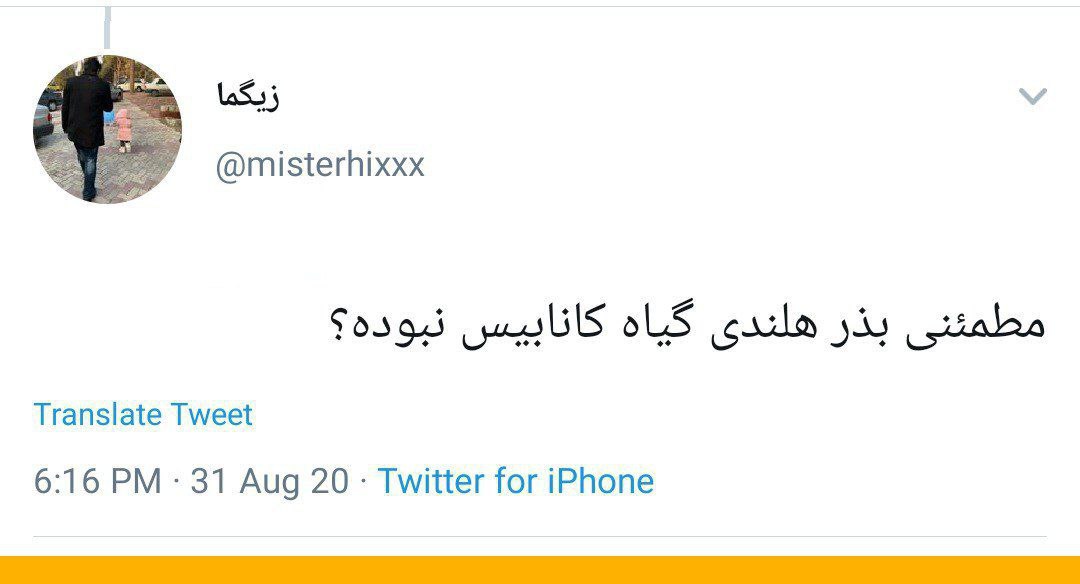 زیگما
@misterhixxx
مطمئنی بذر هلندی گیاه کانابیس نبوده؟
Translate Tweet
6:16 PM · 31 Aug 20 · Twitter for iPhone